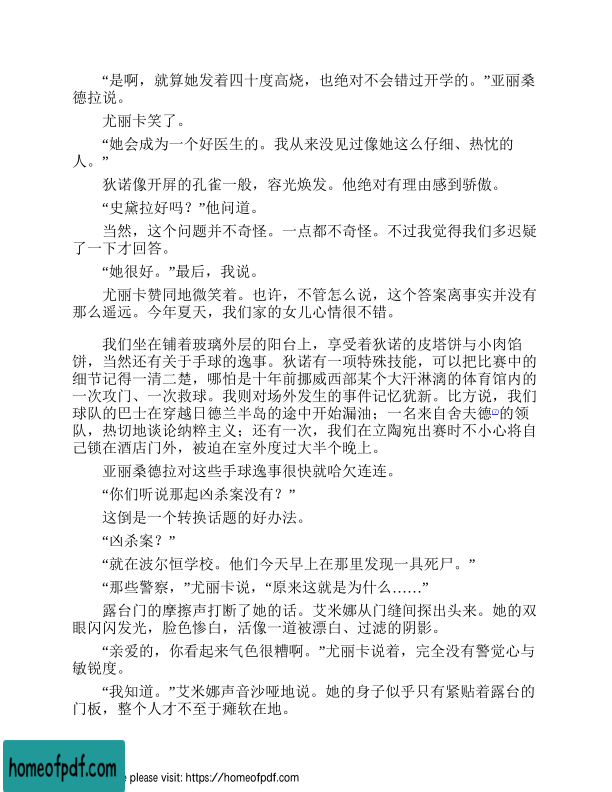 “是啊，就算她发着四十度高烧，也绝对不会错过开学的。”亚丽桑
德拉说。
尤丽卡笑了。
“她会成为一个好医生的。我从来没见过像她这么仔细、热忱的
人。”
狄诺像开屏的孔雀一般，容光焕发。他绝对有理由感到骄傲。
“史黛拉好吗？”他问道。
当然，这个问题并不奇怪。一点都不奇怪。不过我觉得我们多迟疑
了一下才回答。
“她很好。”最后，我说。
尤丽卡赞同地微笑着。也许，不管怎么说，这个答案离事实并没有
那么遥远。今年夏天，我们家的女儿心情很不错。
我们坐在铺着玻璃外层的阳台上，享受着狄诺的皮塔饼与小肉馅
饼，当然还有关于手球的逸事。狄诺有一项特殊技能，可以把比赛中的
细节记得一清二楚，哪怕是十年前挪威西部某个大汗淋漓的体育馆内的
一次攻门、一次救球。我则对场外发生的事件记忆犹新。比方说，我们
球队的巴士在穿越日德兰半岛的途中开始漏油；一名来自舍夫德的领
队，热切地谈论纳粹主义；还有一次，我们在立陶宛出赛时不小心将自
己锁在酒店门外，被迫在室外度过大半个晚上。
亚丽桑德拉对这些手球逸事很快就哈欠连连。
“你们听说那起凶杀案没有？”
这倒是一个转换话题的好办法。
“凶杀案？”
“就在波尔恒学校。他们今天早上在那里发现一具死尸。”
“那些警察，”尤丽卡说，“原来这就是为什么……”
露台门的摩擦声打断了她的话。艾米娜从门缝间探出头来。她的双
眼闪闪发光，脸色惨白，活像一道被漂白、过滤的阴影。
“亲爱的，你看起来气色很糟啊。”尤丽卡说着，完全没有警觉心与
敏锐度。
“我知道。”艾米娜声音沙哑地说。她的身子似乎只有紧贴着露台的
门板，整个人才不至于瘫软在地。
homeofpdf.com
e please visit: https://homeofpdf.com